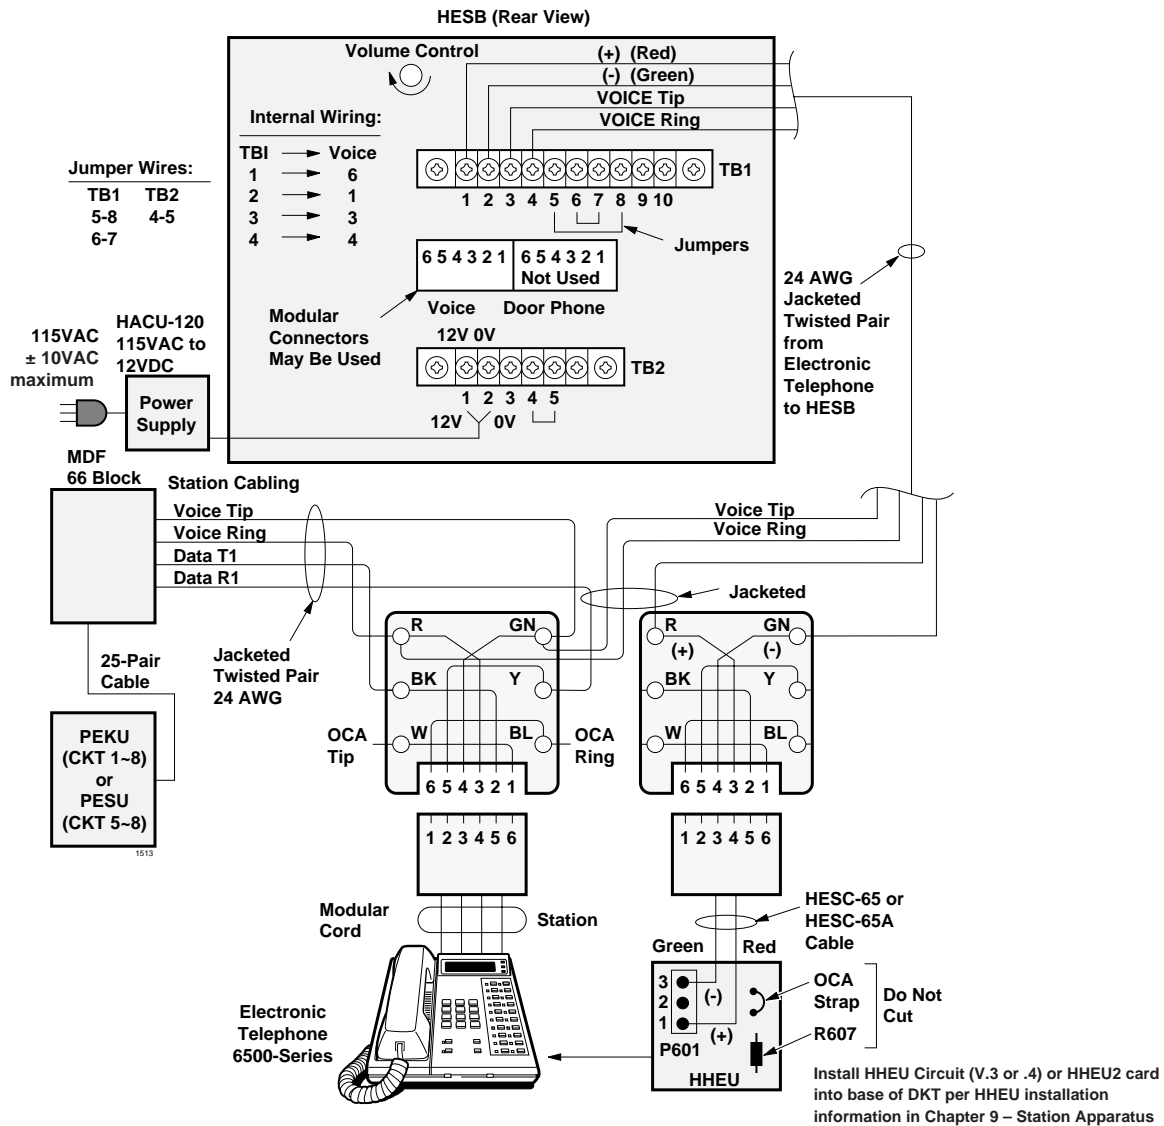 HESB (Rear View)
Volume Control
(+) (Red)
(-) (Green)
VOICE Tip
VOICE Ring
Internal Wiring:
TBI Voice
1 6
2 1
3 3
4 4
Jumper Wires:
TB1 TB2
5-8 4-5
6-7
TB1
1 2 3 4 5 6 7 8 9 10
Jumpers
6 5 4 3 2 1
6 5 4 3 2 1
Not Used
Voice
Door Phone
Modular
Connectors
May Be Used
12V 0V
TB2
1 2 3 4 5
12V 0V
24 AWG
Jacketed
Twisted Pair
from
Electronic
Telephone
to HESB
115VAC
± 10VAC
maximum
HACU-120
115VAC to
12VDC
Power
Supply
MDF
66 Block
Station Cabling
Voice Tip
Voice Ring
Data T1
Data R1
Voice Tip
Voice Ring
Jacketed
Jacketed
Twisted Pair
24 AWG
25-Pair
Cable
PEKU
(CKT 1~8)
or
PESU
(CKT 5~8)
1513
R GN
BK Y
W BL
OCA
Tip
OCA
Ring
6 5 4 3 2 1
R GN
(+) (-)
BK Y
W BL
6 5 4 3 2 1
1 2 3 4 5 6
1 2 3 4 5 6
Modular
Cord
Station
HESC-65 or
HESC-65A
Cable
Green Red
3
2
1
(-)
(+)
P601
HHEU
OCA
Strap
R607
Do Not
Cut
Electronic
Telephone
6500-Series
Install HHEU Circuit (V.3 or .4) or HHEU2 card
into base of DKT per HHEU installation
information in Chapter 9 – Station Apparatus